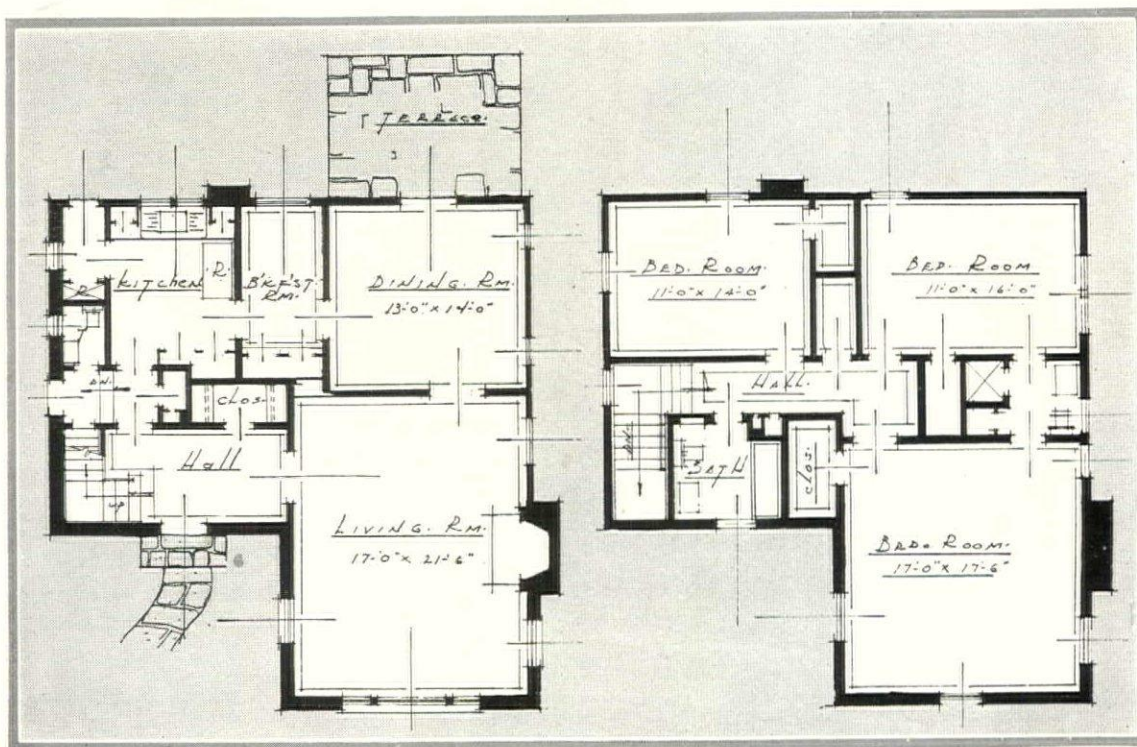 TERRACE.
KITCHEN
R.
B'KF'ST
RM.
DINING. RM.
13'-0" x 14'-0"
R
DN.
CLOS.
Hall
UP
LIVING. RM.
17'-0" x 21'-6"
BED. ROOM.
11'-0" x 14'-0"
BED. ROOM
11'-0" x 16'-0"
HALL.
DN.
BATH
CLOS.
BED. ROOM.
17'-0" x 17'-6"